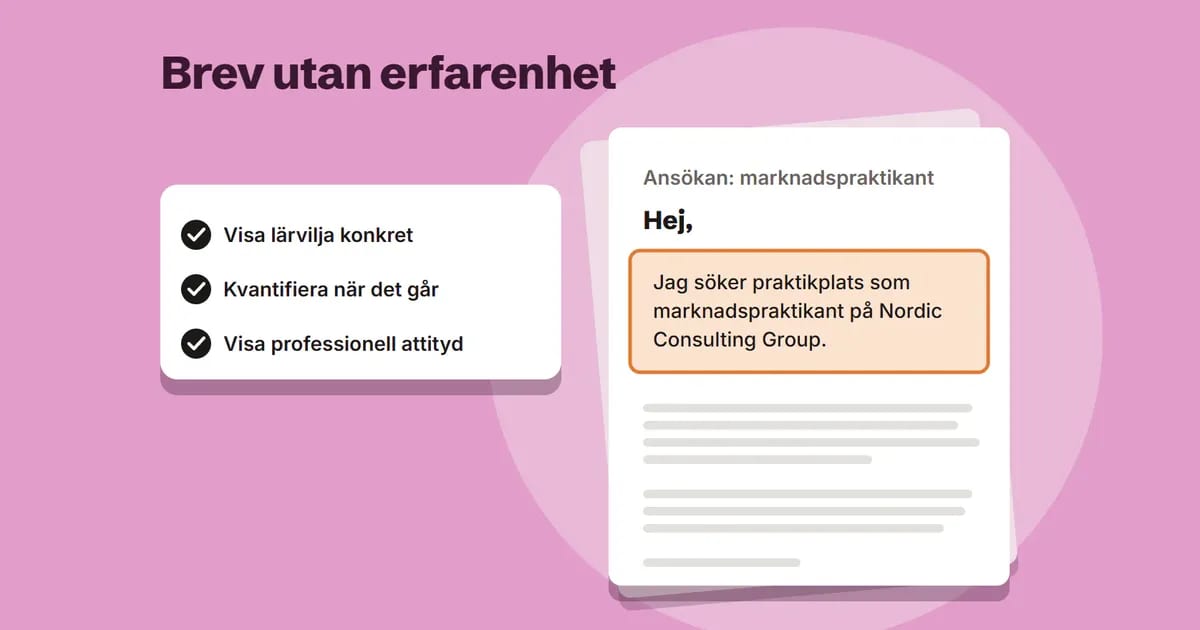 Brev utan erfarenhet
Visa lärvilja konkret
Kvantifiera när det går
Visa professionell attityd
Ansökan: marknadspraktikant
Hej,
Jag söker praktikplats som
marknadspraktikant på Nordic
Consulting Group.